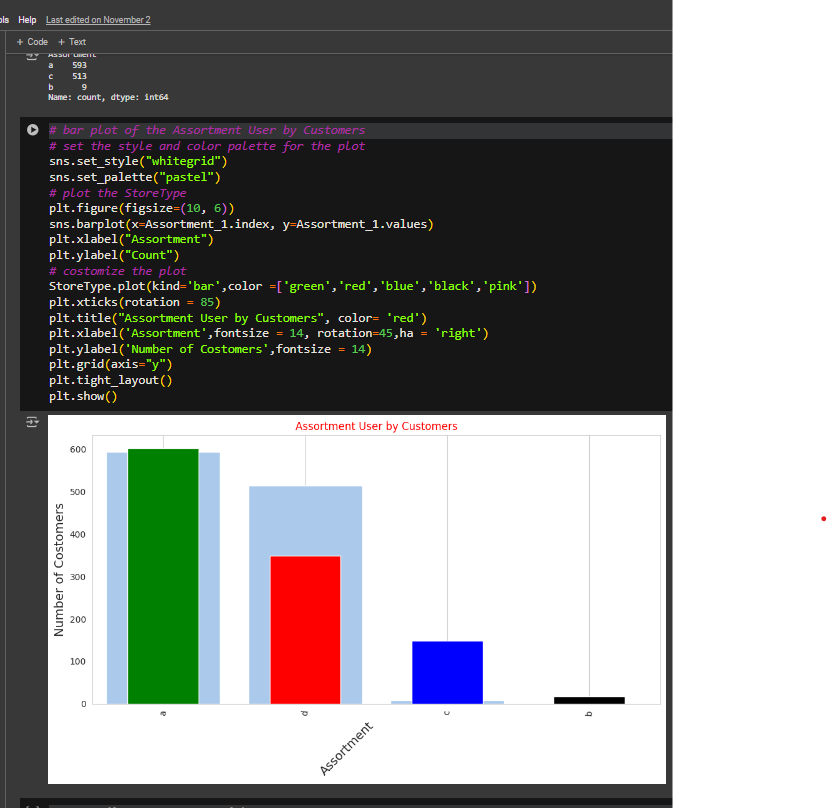 ols Help Last edited on November 2
+ Code + Text
Assortment
a 593
c 513
b 9
Name: count, dtype: int64
# bar plot of the Assortment User by Customers
# set the style and color palette for the plot
sns.set_style("whitegrid")
sns.set_palette("pastel")
# plot the StoreType
plt.figure(figsize=(10, 6))
sns.barplot(x=Assortment_1.index, y=Assortment_1.values)
plt.xlabel("Assortment")
plt.ylabel("Count")
# costomize the plot
StoreType.plot(kind='bar',color =['green','red','blue','black','pink'])
plt.xticks(rotation = 85)
plt.title("Assortment User by Customers", color= 'red')
plt.xlabel('Assortment',fontsize = 14, rotation=45,ha = 'right')
plt.ylabel('Number of Costomers',fontsize = 14)
plt.grid(axis="y")
plt.tight_layout()
plt.show()
Assortment User by Customers
Number of Costomers
600
500
400
300
200
100
0
a d c b
Assortment